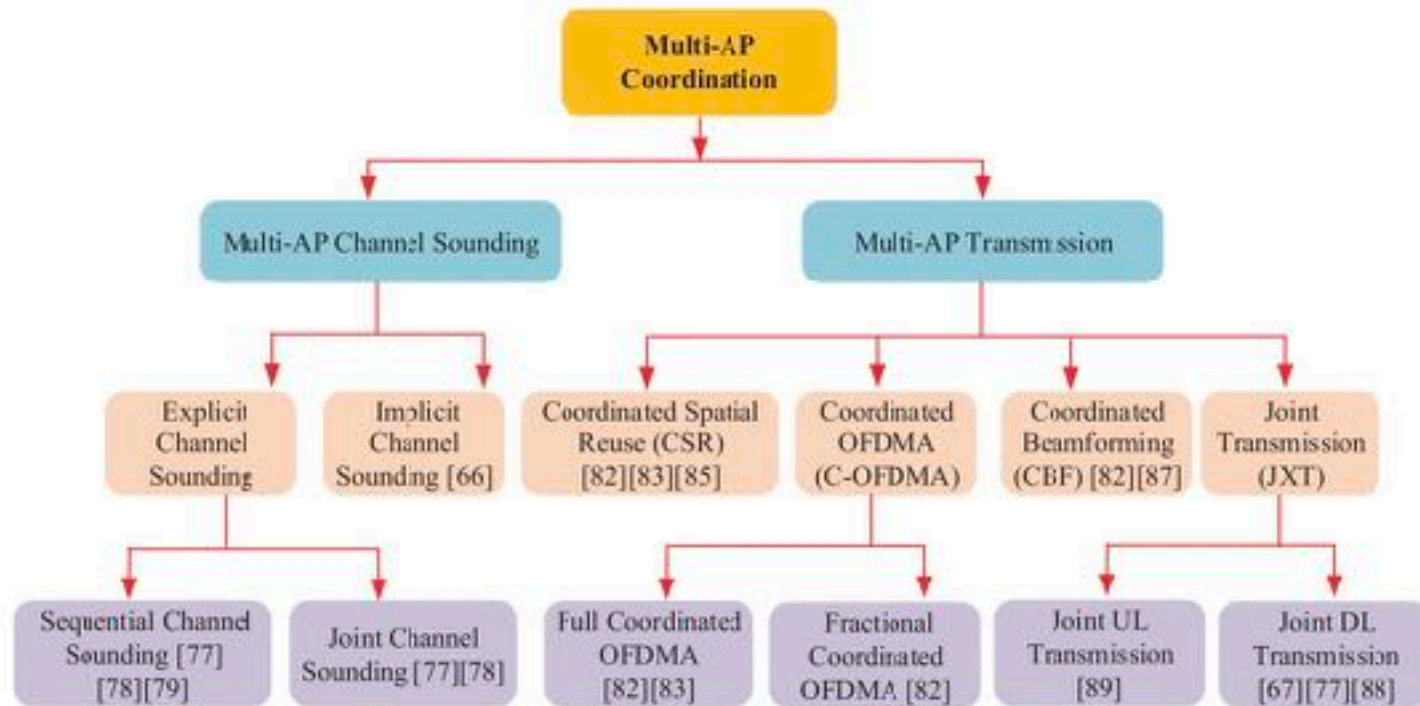 Multi-AP
Coordination
Multi-AP Channel Sounding
Multi-AP Transmission
Explicit
Channel
Sounding
Implicit
Channel
Sounding [66]
Coordinated Spatial
Reuse (CSR)
[82][83][85]
Coordinated
OFDMA
(C-OFDMA)
Coordinated
Beamforming
(CBF) [82][87]
Joint
Transmission
(JXT)
Sequential Channel
Sounding [77]
[78][79]
Joint Channel
Sounding [77][78]
Full Coordinated
OFDMA
[82][83]
Fractional
Coordinated
OFDMA [82]
Joint UL
Transmission
[89]
Joint DL
Transmission
[67][77][88]